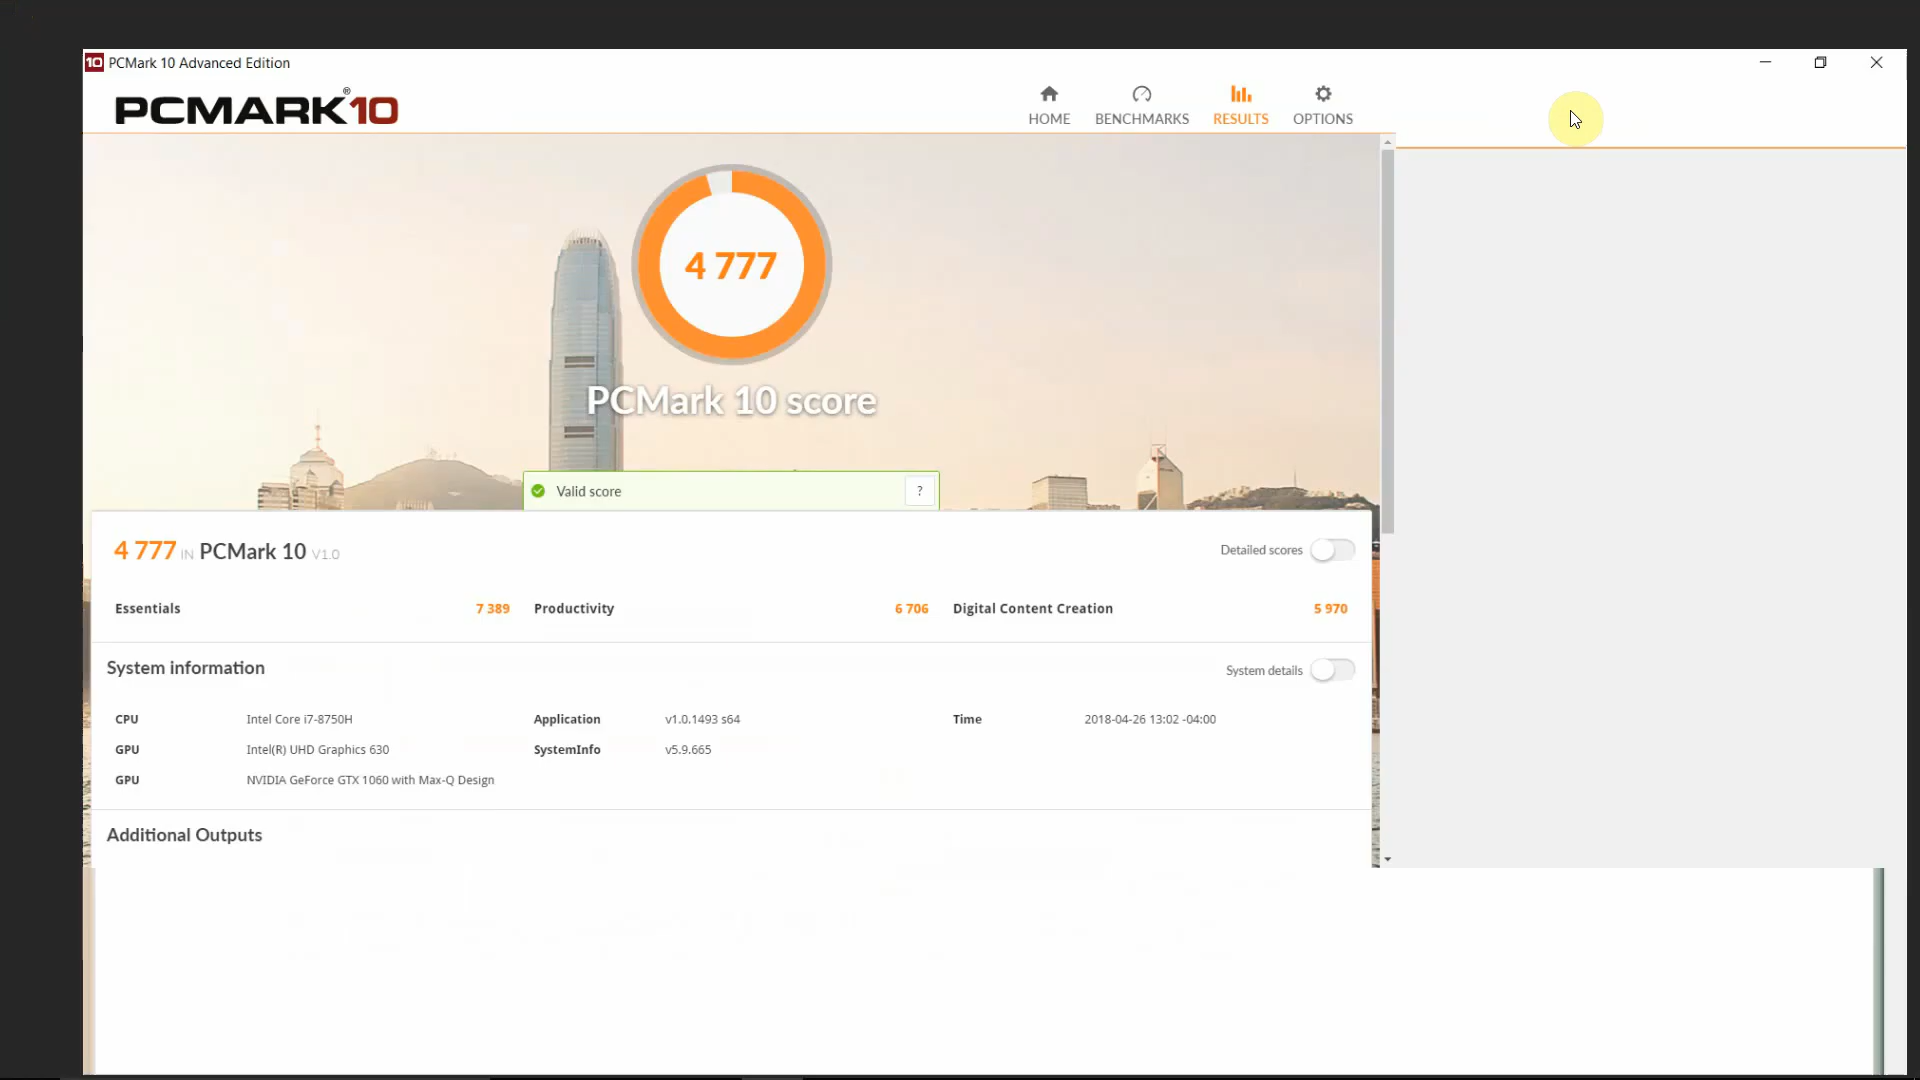 10 PCMark 10 Advanced Edition
PCMARK®10
HOME
BENCHMARKS
RESULTS
OPTIONS
4 777
PCMark 10 score
Valid score
?
4 777 IN PCMark 10 V1.0
Detailed scores
Essentials 7 389 Productivity 6 706 Digital Content Creation 5 970
System information
System details
CPU Intel Core i7-8750H Application v1.0.1493 s64 Time 2018-04-26 13:02 -04:00
GPU Intel(R) UHD Graphics 630 SystemInfo v5.9.665
GPU NVIDIA GeForce GTX 1060 with Max-Q Design
Additional Outputs